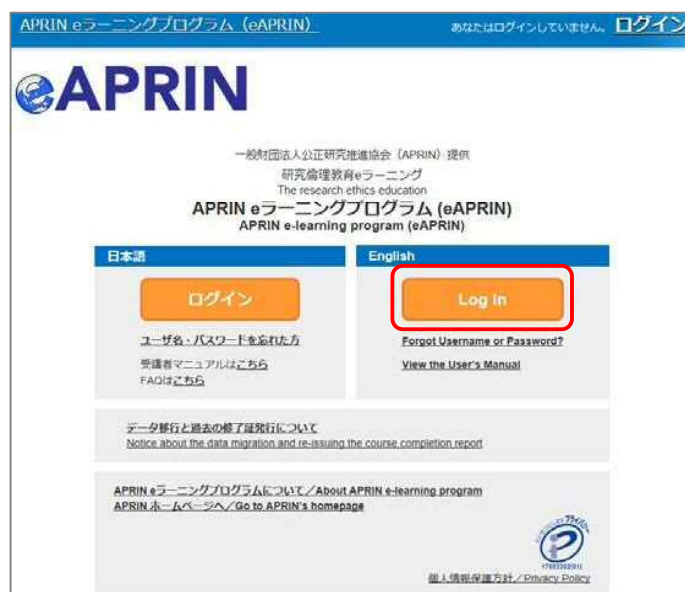 APRIN eラーニングプログラム（eAPRIN）
あなたはログインしていません。 ログイン
eAPRIN
一般財団法人公正研究推進協会（APRIN）提供
研究倫理教育eラーニング
The research ethics education
APRIN eラーニングプログラム (eAPRIN)
APRIN e-learning program (eAPRIN)
日本語
ログイン
ユーザ名・パスワードを忘れた方
受講者マニュアルはこちら
FAQはこちら
English
Log In
Forgot Username or Password?
View the User's Manual
データ移行と過去の修了証発行について
Notice about the data migration and re-issuing the course completion report
APRIN eラーニングプログラムについて／About APRIN e-learning program
APRIN ホームページへ／Go to APRIN's homepage
個人情報保護方針／Privacy Policy